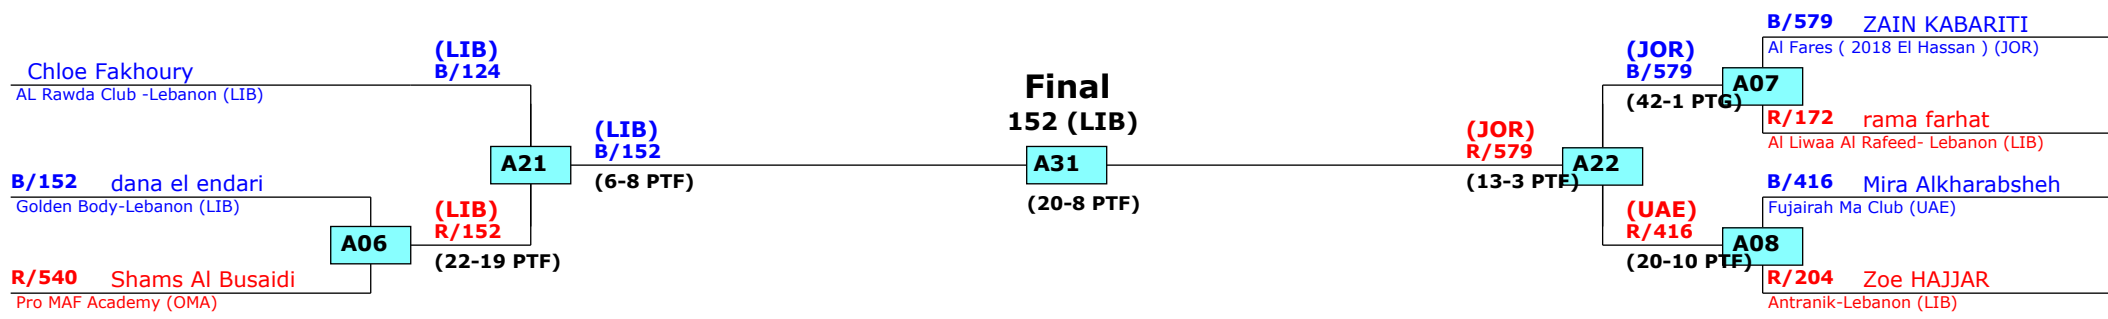 Chloe Fakhoury
AL Rawda Club -Lebanon (LIB)
(LIB)
B/124
B/152 dana el endari
Golden Body-Lebanon (LIB)
A06
R/540 Shams Al Busaidi
Pro MAF Academy (OMA)
(LIB)
R/152
(22-19 PTF)
A21
(LIB)
B/152
(6-8 PTF)
Final
152 (LIB)
A31
(20-8 PTF)
(JOR)
R/579
(13-3 PTF)
A22
(JOR)
B/579
(42-1 PTG)
A07
B/579 ZAIN KABARITI
Al Fares ( 2018 El Hassan ) (JOR)
R/172 rama farhat
Al Liwaa Al Rafeed- Lebanon (LIB)
(UAE)
R/416
(20-10 PTF)
A08
B/416 Mira Alkharabsheh
Fujairah Ma Club (UAE)
R/204 Zoe HAJJAR
Antranik-Lebanon (LIB)